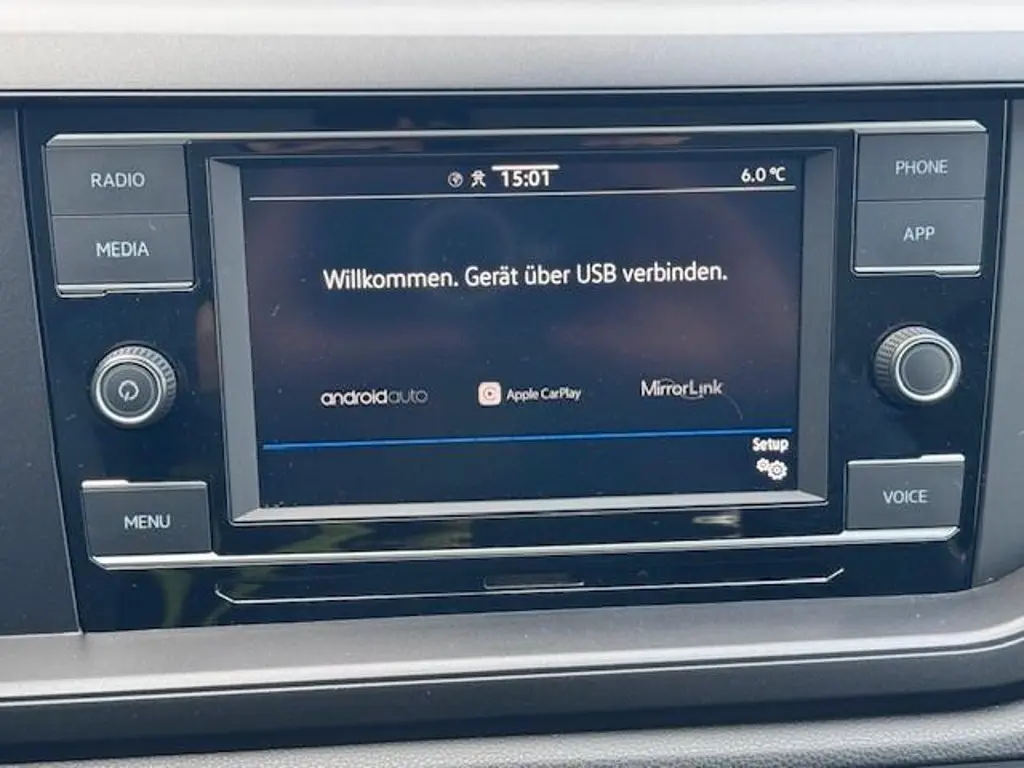 RADIO
MEDIA
15:01
6.0 °C
PHONE
APP
Willkommen. Gerät über USB verbinden.
androidauto
Apple CarPlay
MirrorLink
Setup
MENU
VOICE